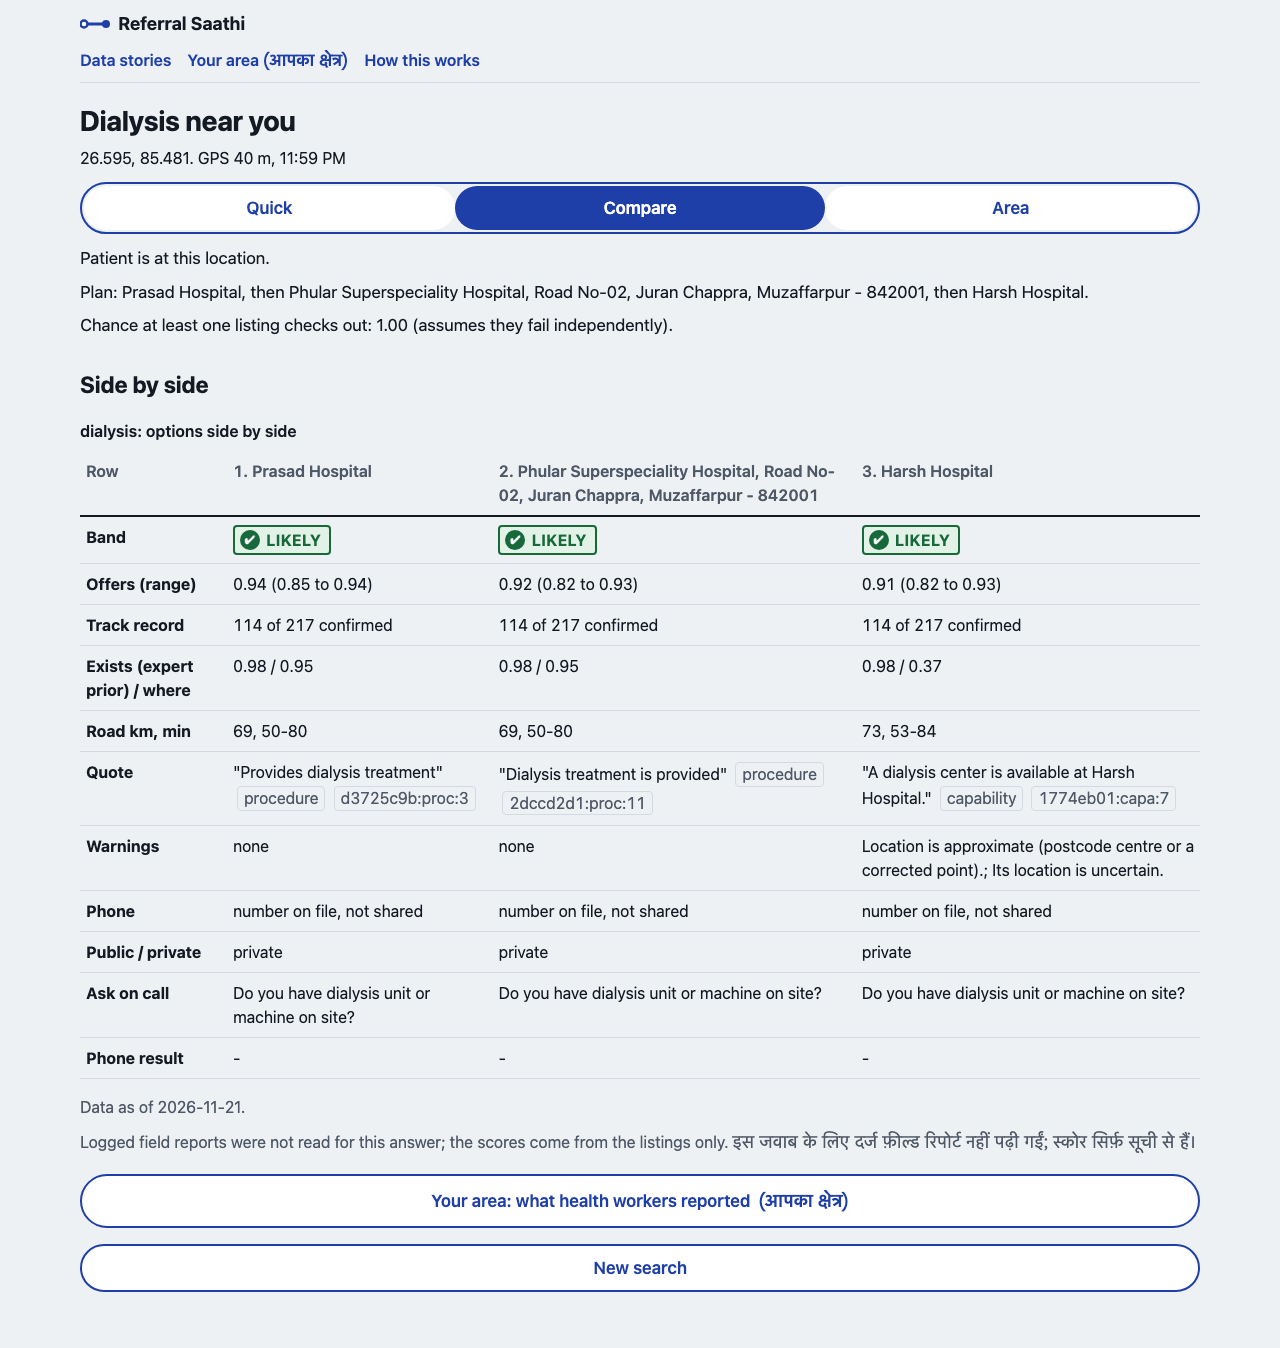 Referral Saathi
Data stories Your area (आपका क्षेत्र) How this works
Dialysis near you
26.595, 85.481. GPS 40 m, 11:59 PM
Quick Compare Area
Patient is at this location.
Plan: Prasad Hospital, then Phular Superspeciality Hospital, Road No-02, Juran Chappra, Muzaffarpur - 842001, then Harsh Hospital.
Chance at least one listing checks out: 1.00 (assumes they fail independently).
Side by side
dialysis: options side by side
Row 1. Prasad Hospital 2. Phular Superspeciality Hospital, Road No-
02, Juran Chappra, Muzaffarpur - 842001 3. Harsh Hospital
Band LIKELY LIKELY LIKELY
Offers (range) 0.94 (0.85 to 0.94) 0.92 (0.82 to 0.93) 0.91 (0.82 to 0.93)
Track record 114 of 217 confirmed 114 of 217 confirmed 114 of 217 confirmed
Exists (expert
prior) / where 0.98 / 0.95 0.98 / 0.95 0.98 / 0.37
Road km, min 69, 50-80 69, 50-80 73, 53-84
Quote "Provides dialysis treatment"
procedure d3725c9b:proc:3 "Dialysis treatment is provided" procedure
2dccd2d1:proc:11 "A dialysis center is available at Harsh
Hospital." capability 1774eb01:capa:7
Warnings none none Location is approximate (postcode centre or a
corrected point).; Its location is uncertain.
Phone number on file, not shared number on file, not shared number on file, not shared
Public / private private private private
Ask on call Do you have dialysis unit or
machine on site? Do you have dialysis unit or machine on site? Do you have dialysis unit or machine on site?
Phone result - - -
Data as of 2026-11-21.
Logged field reports were not read for this answer; the scores come from the listings only. इस जवाब के लिए दर्ज फ़ील्ड रिपोर्ट नहीं पढ़ी गईं; स्कोर सिर्फ़ सूची से हैं।
Your area: what health workers reported (आपका क्षेत्र)
New search